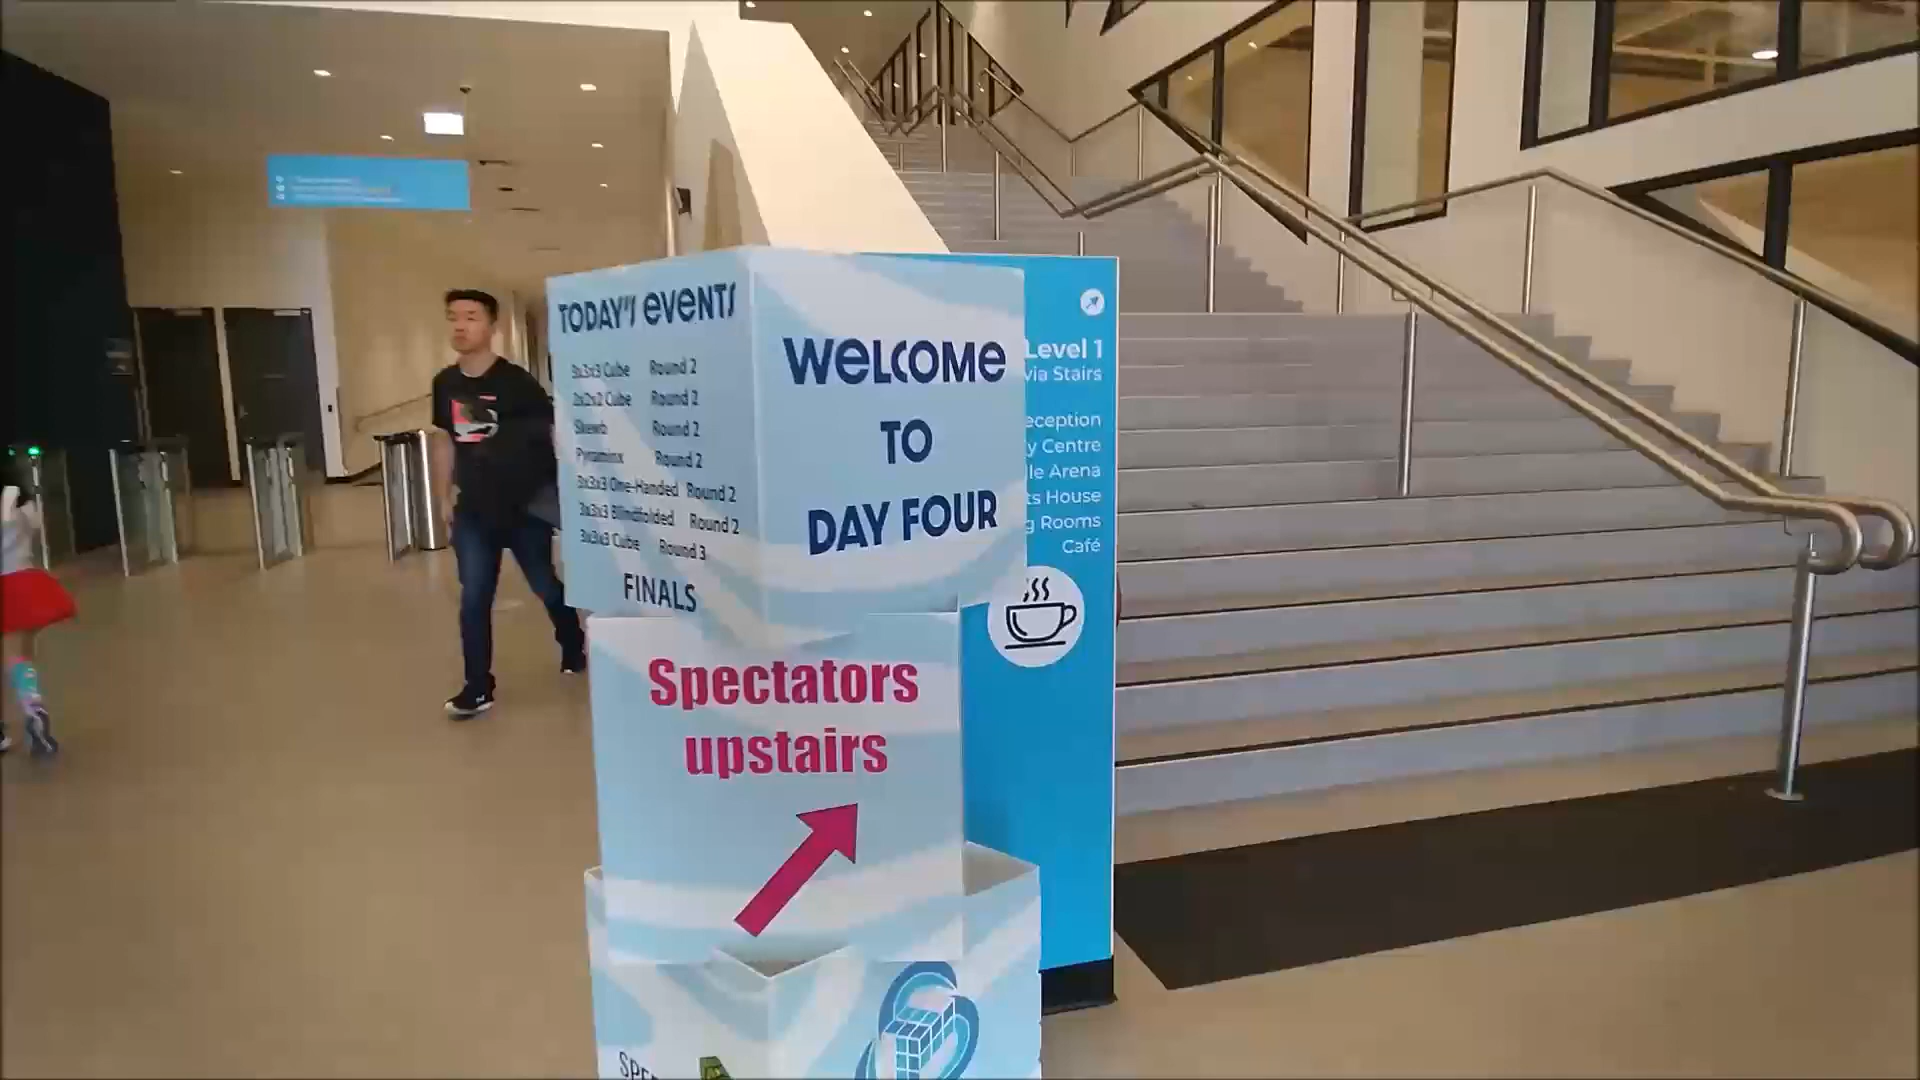 TODAY'S EVENTS
3x3x3 Cube Round 2
2x2x2 Cube Round 2
Skewb Round 2
Pyraminx Round 2
3x3x3 One-Handed Round 2
3x3x3 Blindfolded Round 2
3x3x3 Cube Round 3
FINALS
WELCOME
TO
DAY FOUR
Level 1
via Stairs
eception
y Centre
le Arena
ts House
g Rooms
Café
Spectators
upstairs
SPE